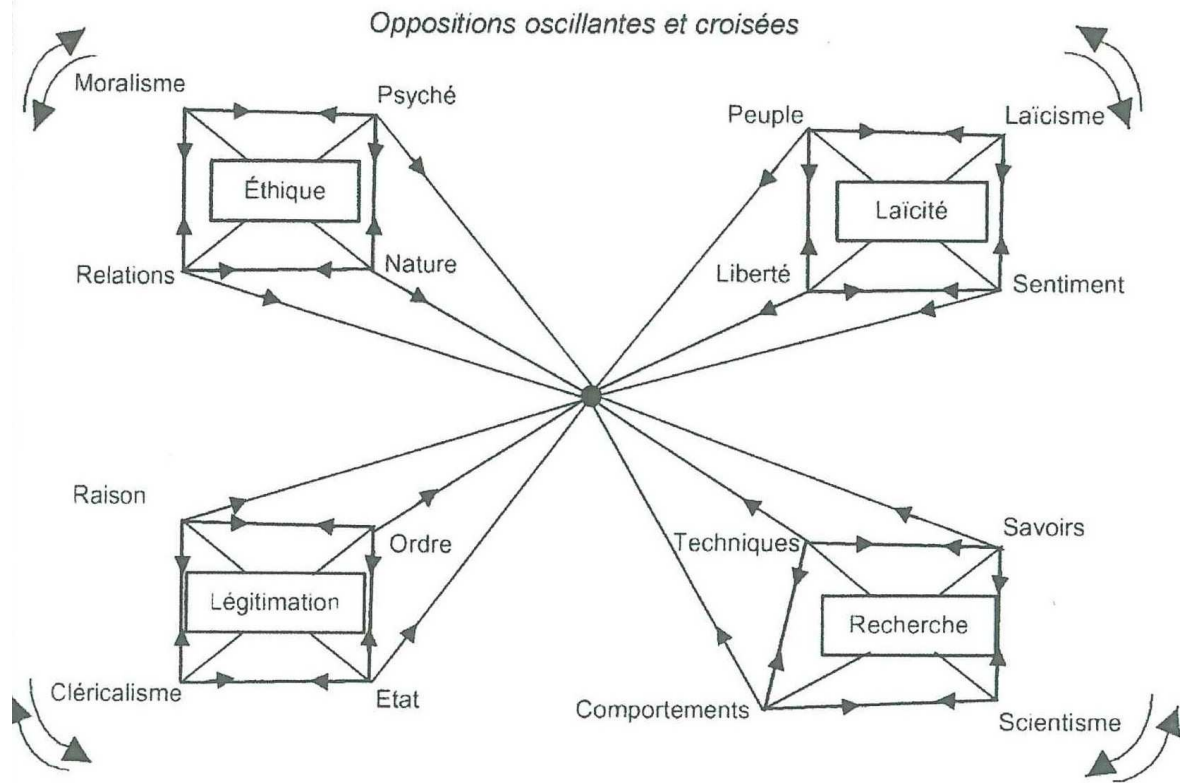 Oppositions oscillantes et croisées
Moralisme
Psyché
Éthique
Relations
Nature
Peuple
Laïcisme
Laïcité
Liberté
Sentiment
Raison
Ordre
Légitimation
Cléricalisme
Etat
Techniques
Savoirs
Recherche
Comportements
Scientisme